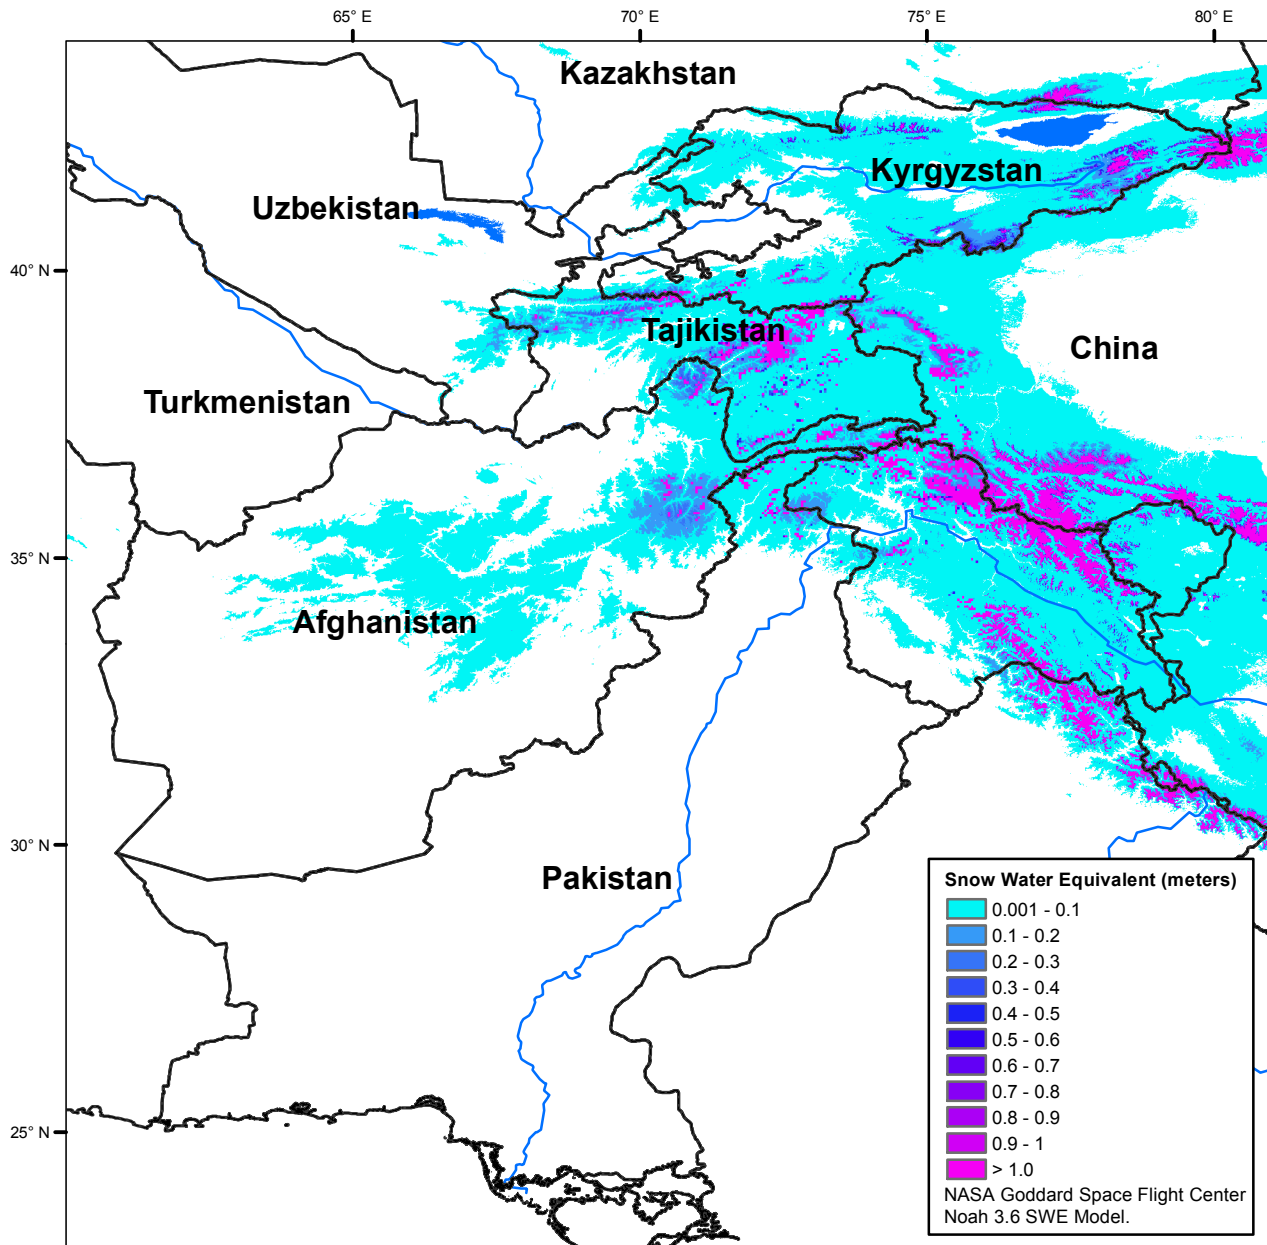 65° E
70° E
75° E
80° E
Kazakhstan
Kyrgyzstan
Uzbekistan
40° N
Tajikistan
China
Turkmenistan
35° N
Afghanistan
30° N
Pakistan
25° N
Snow Water Equivalent (meters)
0.001 - 0.1
0.1 - 0.2
0.2 - 0.3
0.3 - 0.4
0.4 - 0.5
0.5 - 0.6
0.6 - 0.7
0.7 - 0.8
0.8 - 0.9
0.9 - 1
> 1.0
NASA Goddard Space Flight Center
Noah 3.6 SWE Model.